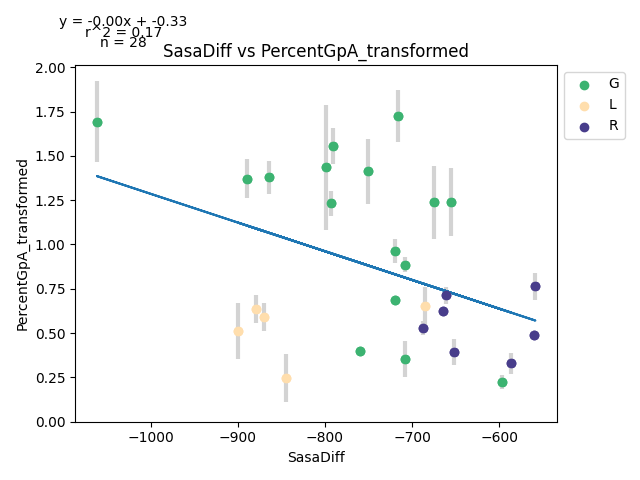 y = -0.00x + -0.33
r^2 = 0.17
n = 28
SasaDiff vs PercentGpA_transformed
G
L
R
2.00
1.75
1.50
1.25
1.00
0.75
0.50
0.25
0.00
PercentGpA_transformed
−1000
−900
−800
−700
−600
SasaDiff